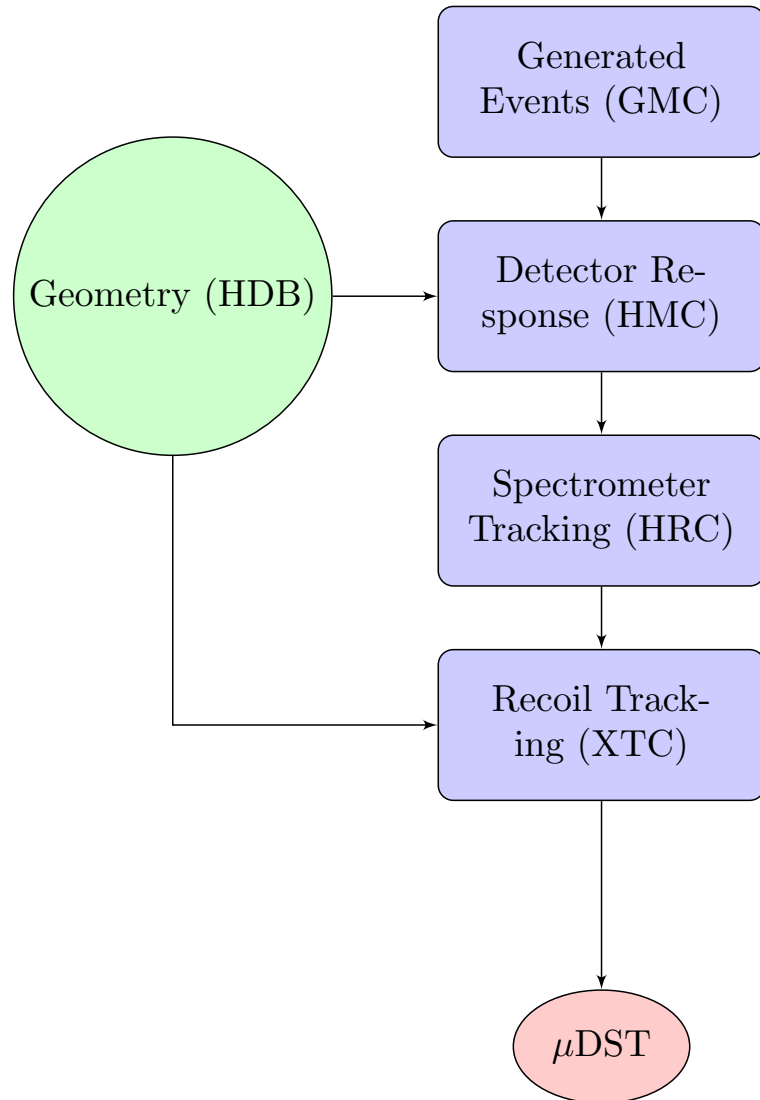 Generated
Events (GMC)
Geometry (HDB)
Detector Re-
sponse (HMC)
Spectrometer
Tracking (HRC)
Recoil Track-
ing (XTC)
μDST